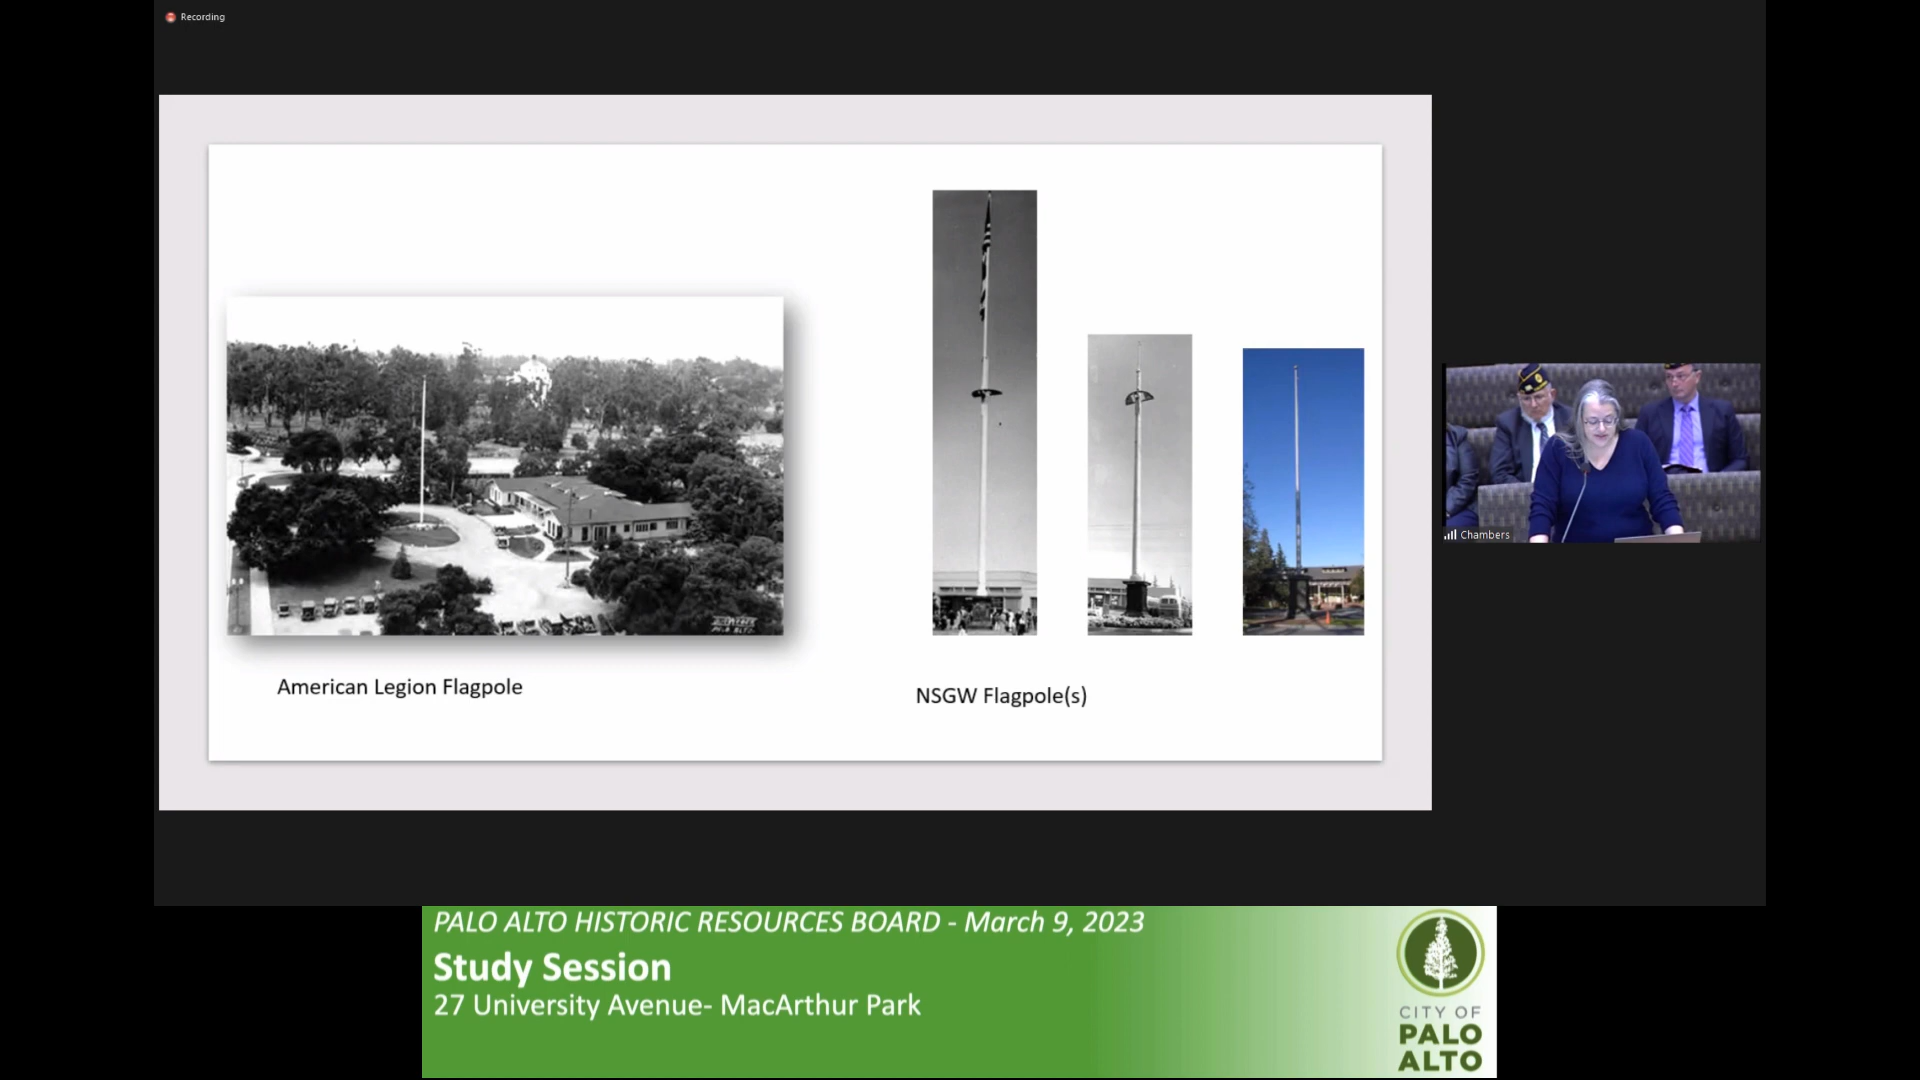 Recording
American Legion Flagpole
NSGW Flagpole(s)
Chambers
PALO ALTO HISTORIC RESOURCES BOARD - March 9, 2023
Study Session
27 University Avenue- MacArthur Park
CITY OF
PALO
ALTO